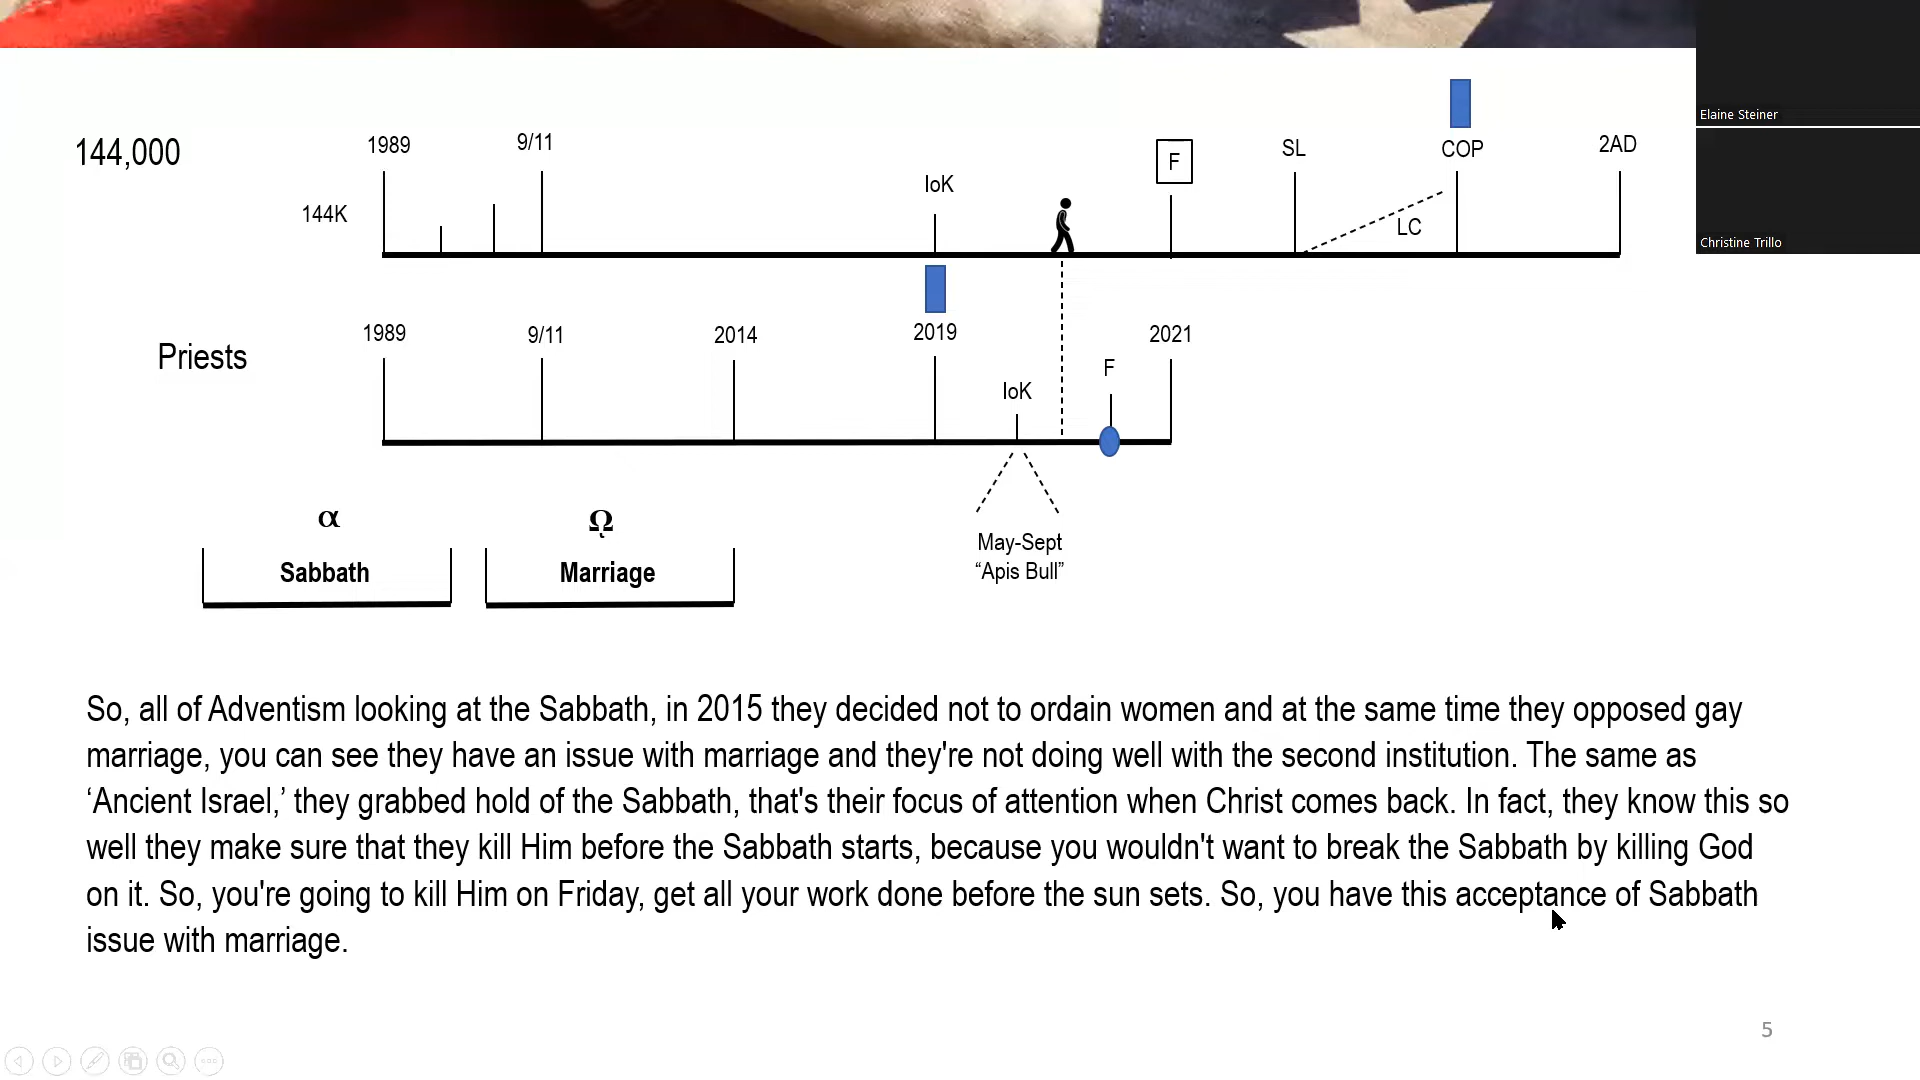 Elaine Steiner
Christine Trillo
144,000
1989
9/11
F
SL
COP
2AD
IoK
144K
LC
Priests
1989
9/11
2014
2019
2021
F
IoK
α
ῼ
Sabbath
Marriage
May-Sept
“Apis Bull”
So, all of Adventism looking at the Sabbath, in 2015 they decided not to ordain women and at the same time they opposed gay
marriage, you can see they have an issue with marriage and they're not doing well with the second institution. The same as
‘Ancient Israel,’ they grabbed hold of the Sabbath, that's their focus of attention when Christ comes back. In fact, they know this so
well they make sure that they kill Him before the Sabbath starts, because you wouldn't want to break the Sabbath by killing God
on it. So, you're going to kill Him on Friday, get all your work done before the sun sets. So, you have this acceptance of Sabbath
issue with marriage.
5